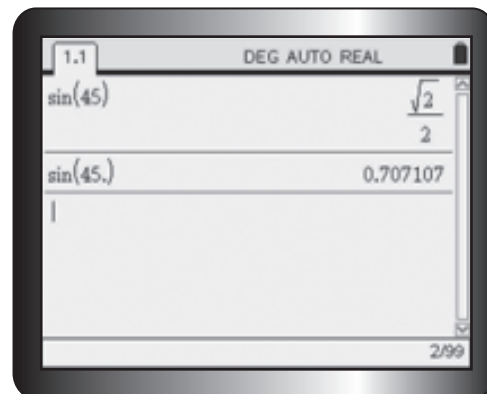 1.1 DEG AUTO REAL
sin(45) √2/2
sin(45.) 0.707107
2/99